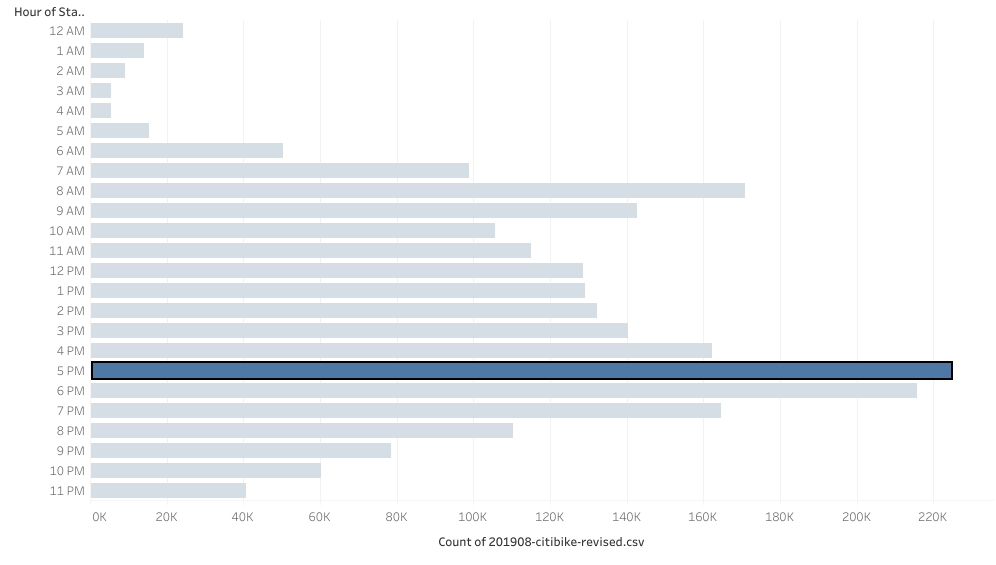 Hour of Sta..
12 AM
1 AM
2 AM
3 AM
4 AM
5 AM
6 AM
7 AM
8 AM
9 AM
10 AM
11 AM
12 PM
1 PM
2 PM
3 PM
4 PM
5 PM
6 PM
7 PM
8 PM
9 PM
10 PM
11 PM
0K 20K 40K 60K 80K 100K 120K 140K 160K 180K 200K 220K
Count of 201908-citibike-revised.csv